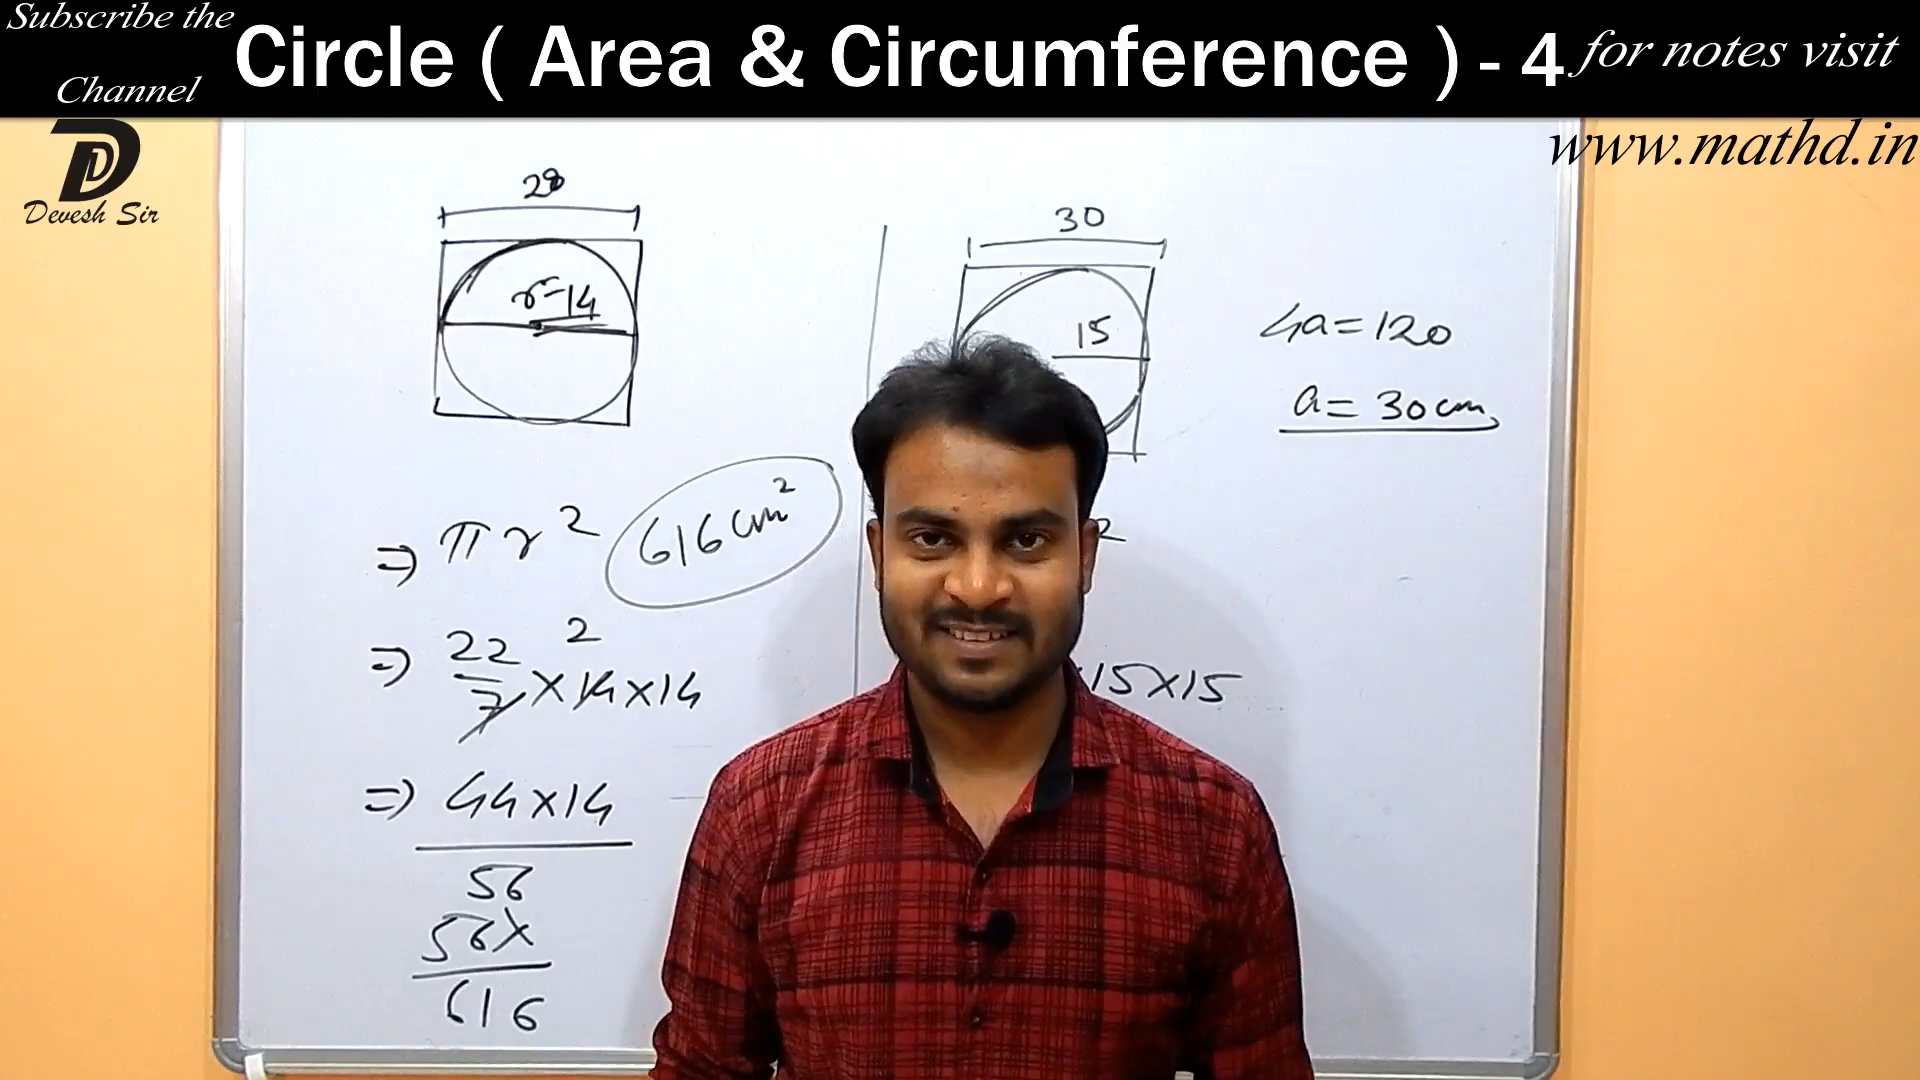 Subscribe the
Channel
Circle ( Area & Circumference ) - 4
for notes visit
www.mathd.in
D
Devesh Sir
28
r=14
⇒ πr² 616cm²
⇒ 22/7 × 14 × 14
2
⇒ 44×14
56
56×
616
30
15
4a=120
a=30cm
2
15×15